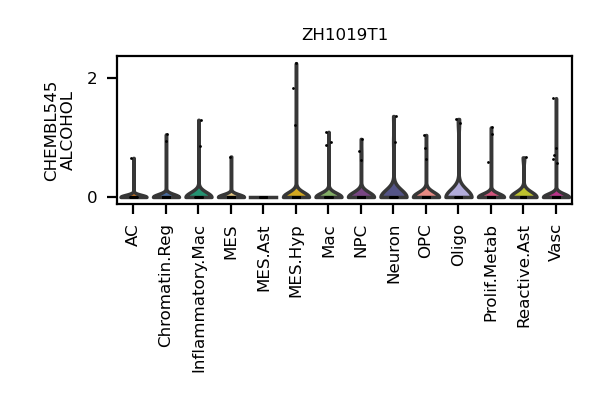 ZH1019T1
CHEMBL545
ALCOHOL
2
0
AC
Chromatin.Reg
Inflammatory.Mac
MES
MES.Ast
MES.Hyp
Mac
NPC
Neuron
OPC
Oligo
Prolif.Metab
Reactive.Ast
Vasc